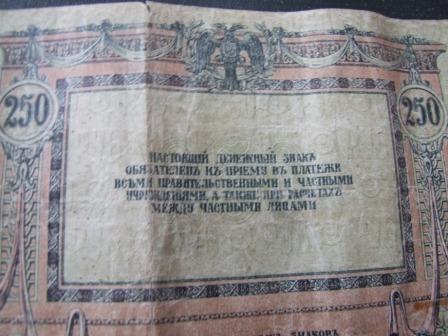 250 250
НАСТОЯЩІЙ ДЕНЕЖНЫЙ ЗНАКЪ
ОБЯЗАТЕЛЕНЪ КЪ ПРІЕМУ ВЪ ПЛАТЕЖИ
ВСѢМИ ПРАВИТЕЛЬСТВЕННЫМИ И ЧАСТНЫМИ
УЧРЕЖДЕНІЯМИ, А ТАКЖЕ ПРИ РАСЧЕТАХЪ
МЕЖДУ ЧАСТНЫМИ ЛИЦАМИ
ЗНАКОВЪ